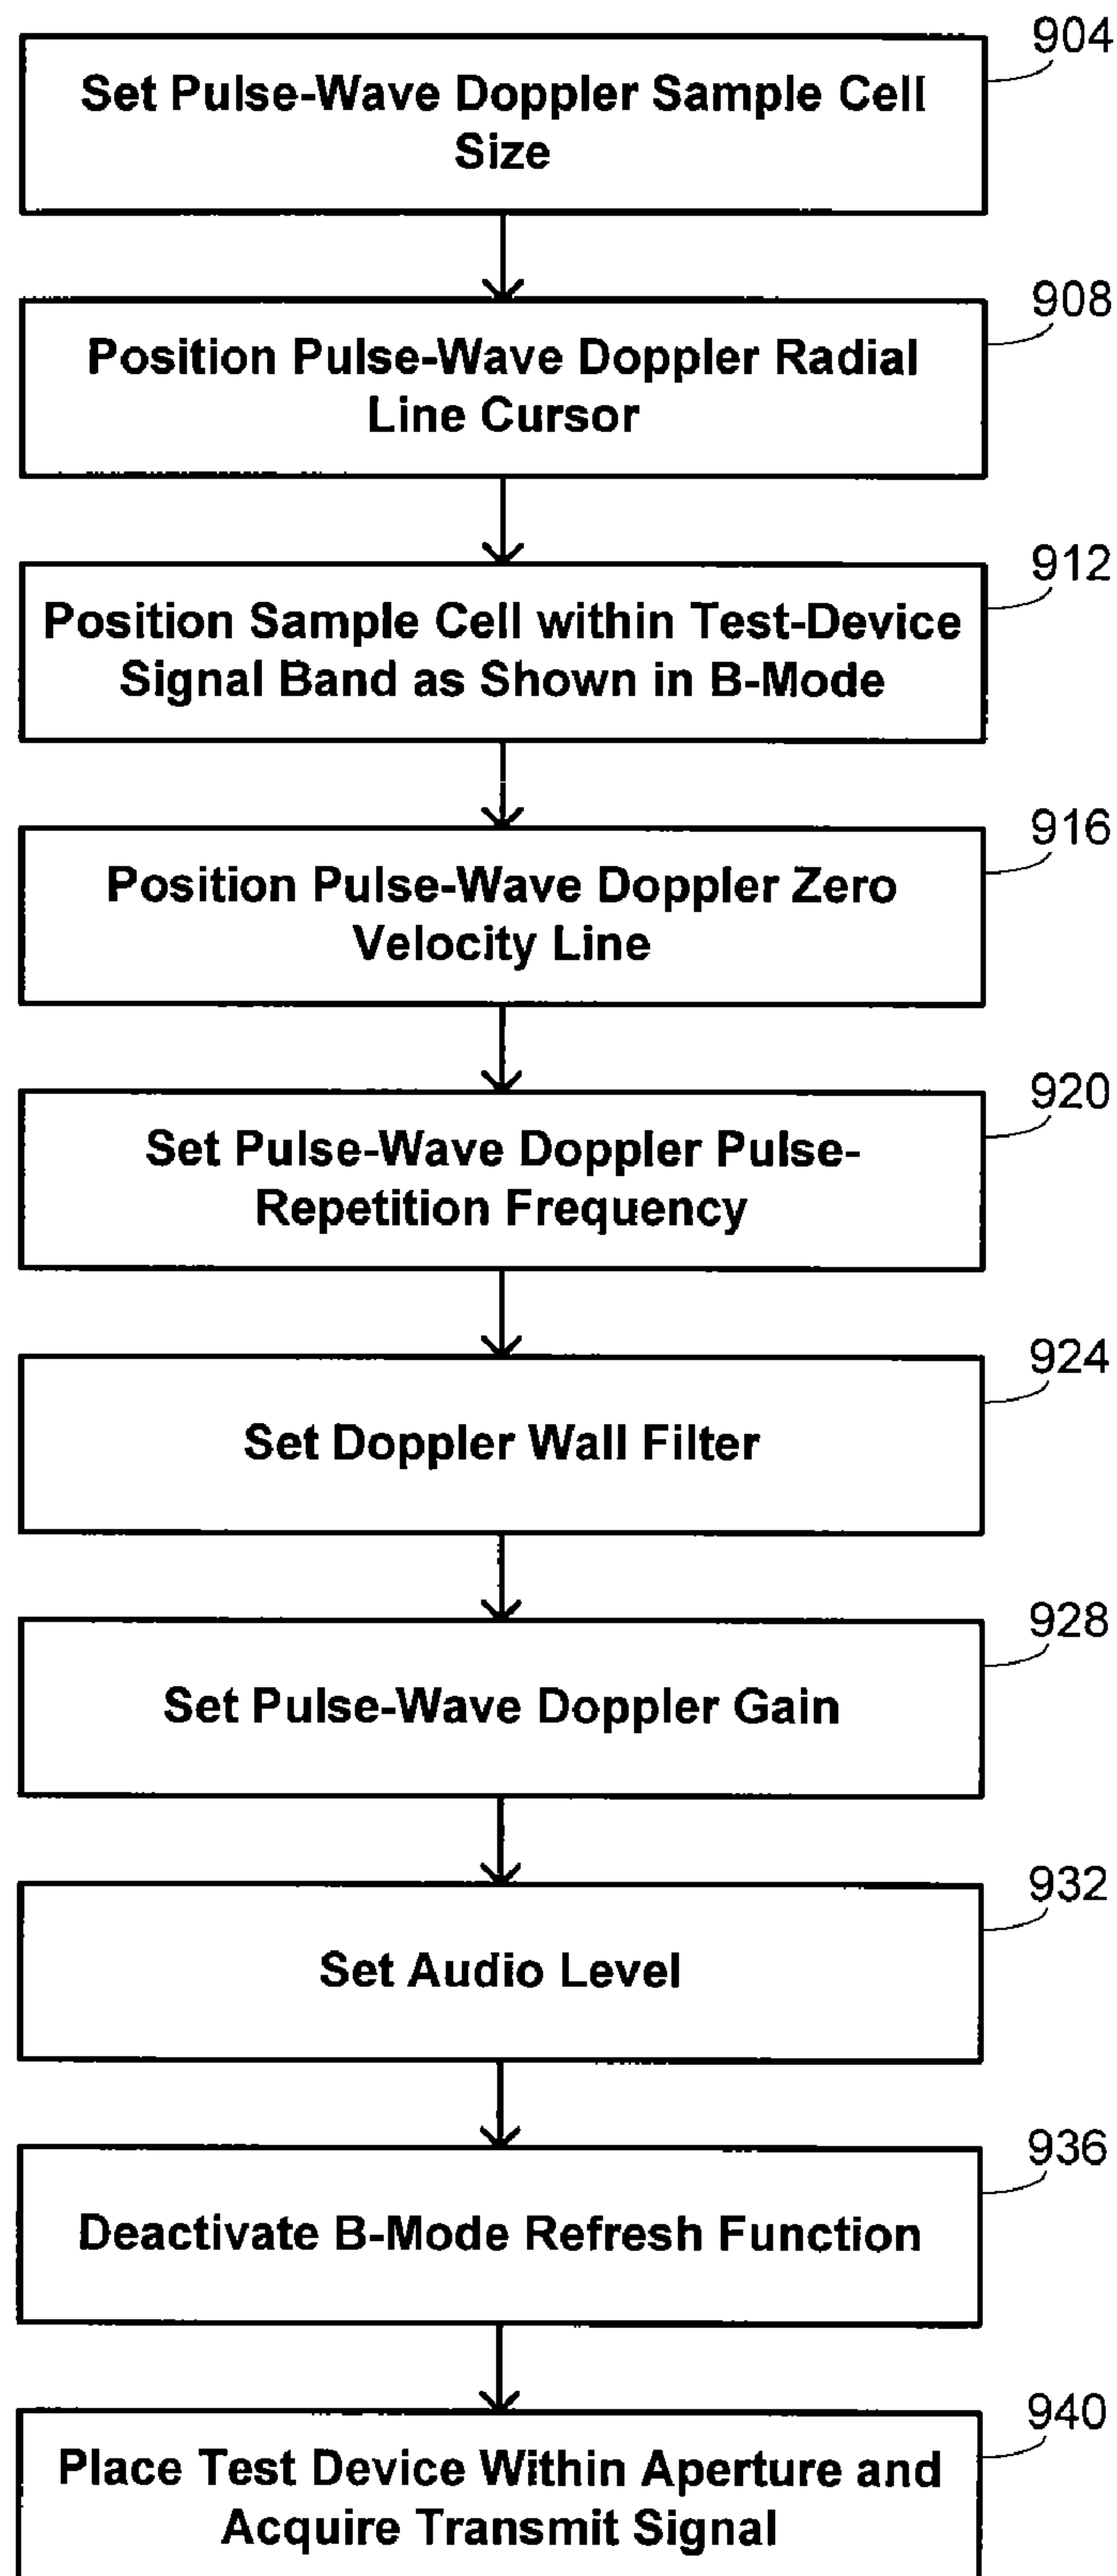 904
Set Pulse-Wave Doppler Sample Cell
Size
908
Position Pulse-Wave Doppler Radial
Line Cursor
912
Position Sample Cell within Test-Device
Signal Band as Shown in B-Mode
916
Position Pulse-Wave Doppler Zero
Velocity Line
920
Set Pulse-Wave Doppler Pulse-
Repetition Frequency
924
Set Doppler Wall Filter
928
Set Pulse-Wave Doppler Gain
932
Set Audio Level
936
Deactivate B-Mode Refresh Function
940
Place Test Device Within Aperture and
Acquire Transmit Signal